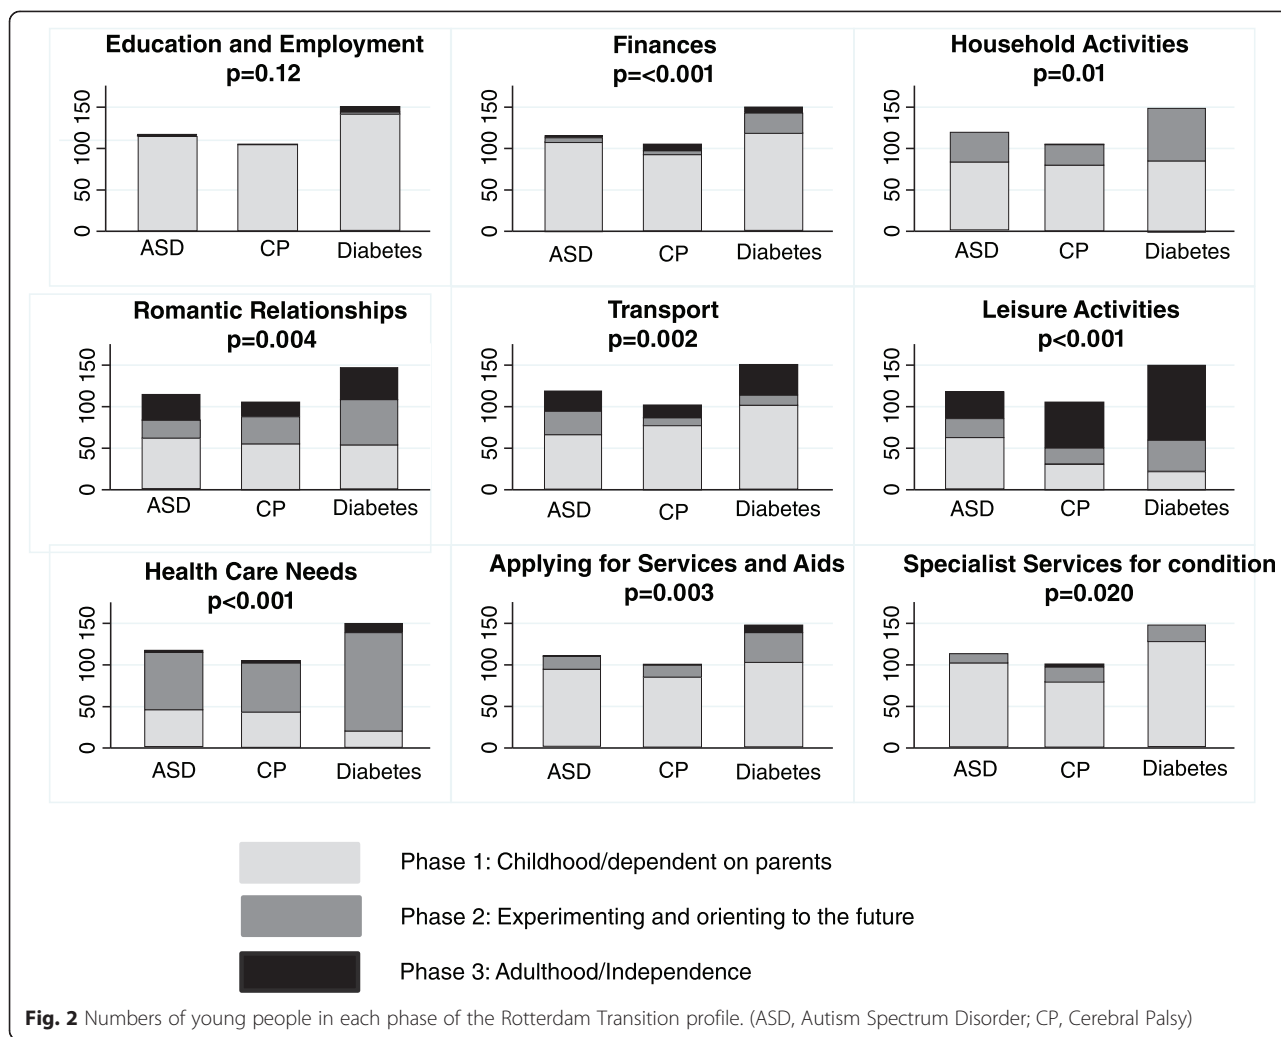 Education and Employment
p=0.12
0 50 100 150
ASD CP Diabetes
Finances
p=<0.001
0 50 100 150
ASD CP Diabetes
Household Activities
p=0.01
0 50 100 150
ASD CP Diabetes
Romantic Relationships
p=0.004
0 50 100 150
ASD CP Diabetes
Transport
p=0.002
0 50 100 150
ASD CP Diabetes
Leisure Activities
p<0.001
0 50 100 150
ASD CP Diabetes
Health Care Needs
p<0.001
0 50 100 150
ASD CP Diabetes
Applying for Services and Aids
p=0.003
0 50 100 150
ASD CP Diabetes
Specialist Services for condition
p=0.020
0 50 100 150
ASD CP Diabetes
Phase 1: Childhood/dependent on parents
Phase 2: Experimenting and orienting to the future
Phase 3: Adulthood/Independence
Fig. 2 Numbers of young people in each phase of the Rotterdam Transition profile. (ASD, Autism Spectrum Disorder; CP, Cerebral Palsy)